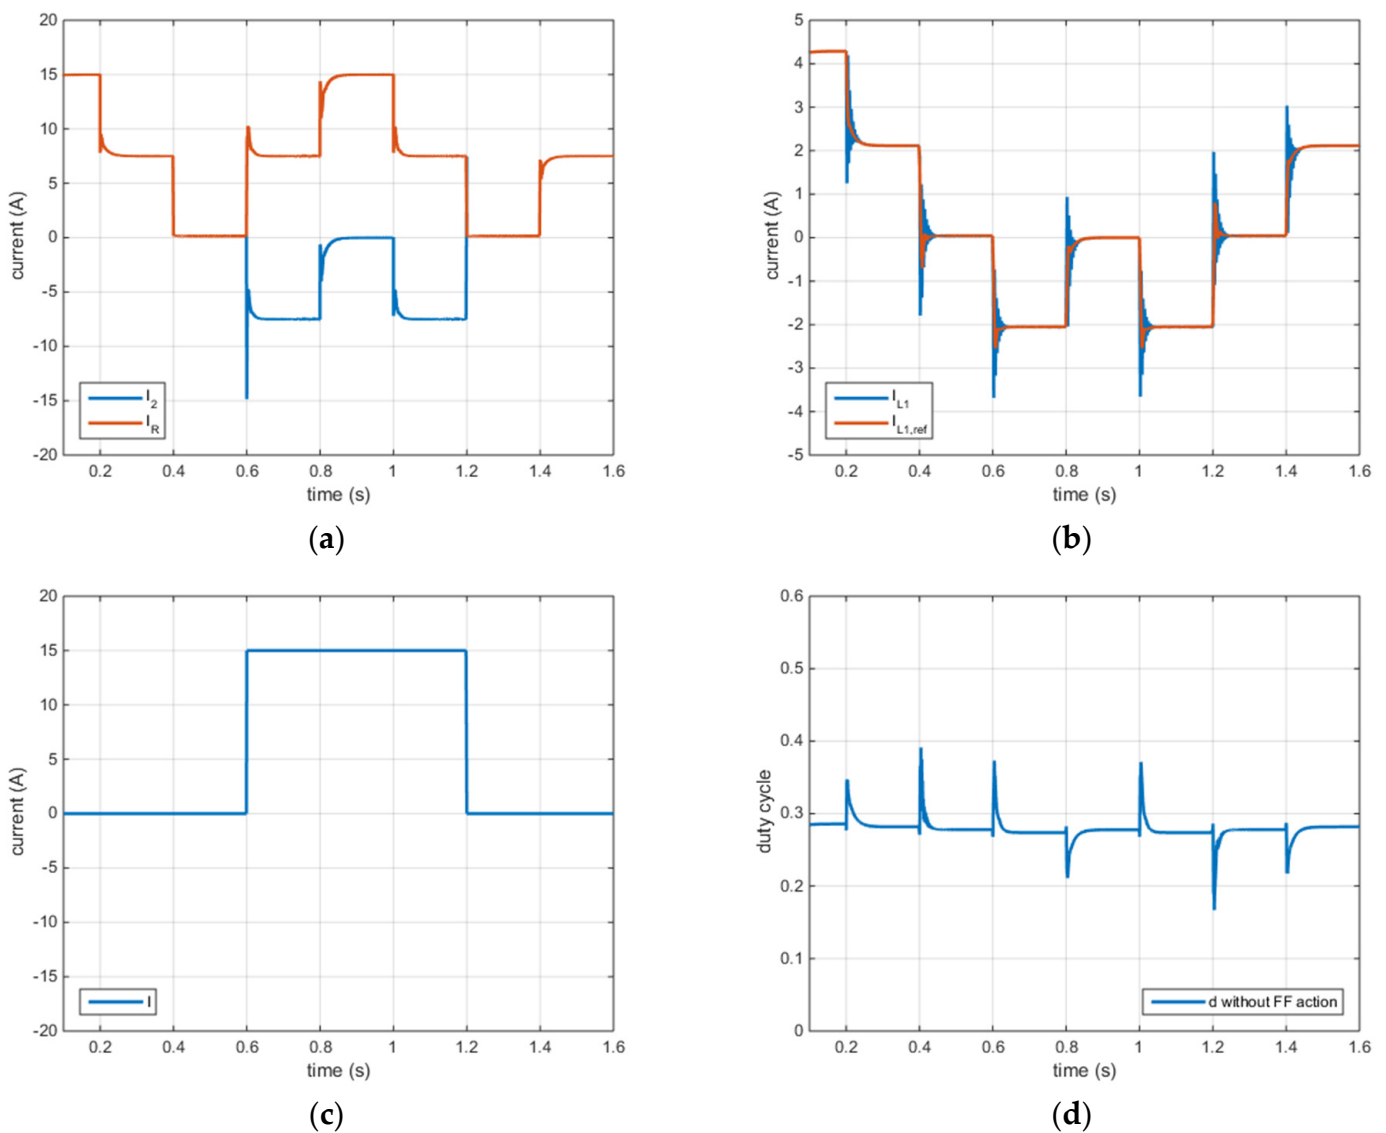 20
15
10
5
0
-5
-10
-15
-20
current (A)
I2
IR
0.2 0.4 0.6 0.8 1 1.2 1.4 1.6
time (s)
(a)
5
4
3
2
1
0
-1
-2
-3
-4
-5
current (A)
IL1
IL1,ref
0.2 0.4 0.6 0.8 1 1.2 1.4 1.6
time (s)
(b)
20
15
10
5
0
-5
-10
-15
-20
current (A)
I
0.2 0.4 0.6 0.8 1 1.2 1.4 1.6
time (s)
(c)
0.6
0.5
0.4
0.3
0.2
0.1
0
duty cycle
d without FF action
0.2 0.4 0.6 0.8 1 1.2 1.4 1.6
time (s)
(d)